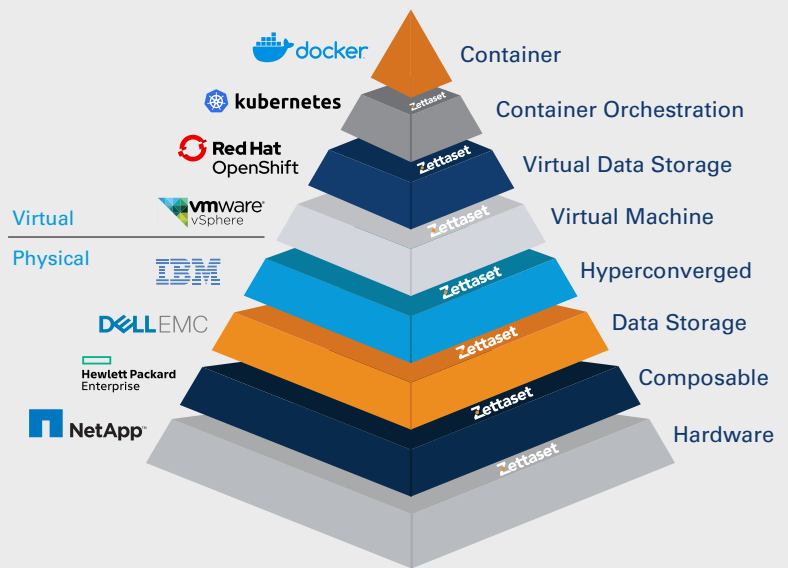 docker
Container
kubernetes
Zettaset
Container Orchestration
Red Hat
OpenShift
Zettaset
Virtual Data Storage
Virtual
vmware®
vSphere
Zettaset
Virtual Machine
Physical
IBM
Zettaset
Hyperconverged
DELLEMC
Zettaset
Data Storage
Hewlett Packard
Enterprise
Zettaset
Composable
NetApp™
Zettaset
Hardware